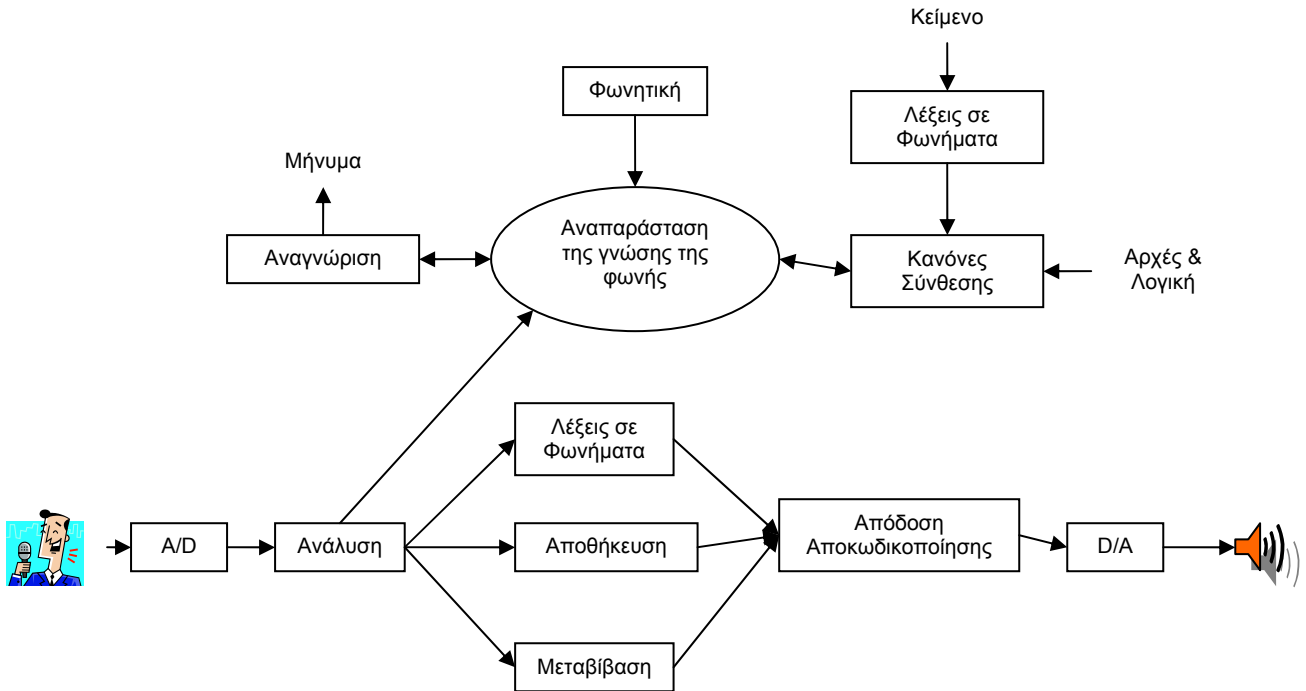 Κείμενο
Φωνητική
Λέξεις σε
Φωνήματα
Μήνυμα
Αναγνώριση
Αναπαράσταση
της γνώσης της
φωνής
Κανόνες
Σύνθεσης
Αρχές &
Λογική
Λέξεις σε
Φωνήματα
A/D
Ανάλυση
Αποθήκευση
Απόδοση
Αποκωδικοποίησης
D/A
Μεταβίβαση